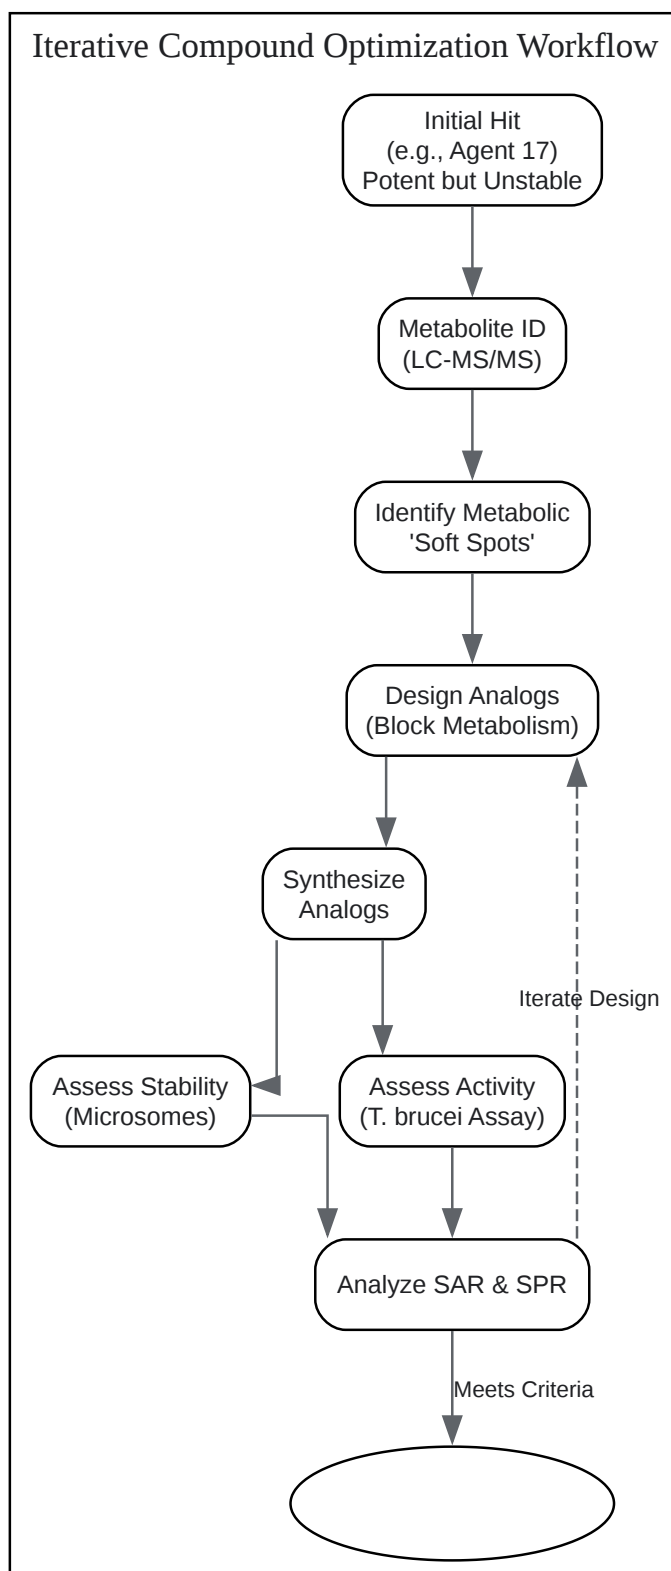 Iterative Compound Optimization Workflow
Initial Hit
(e.g., Agent 17)
Potent but Unstable
Metabolite ID
(LC-MS/MS)
Identify Metabolic
'Soft Spots'
Design Analogs
(Block Metabolism)
Synthesize
Analogs
Iterate Design
Assess Stability
(Microsomes)
Assess Activity
(T. brucei Assay)
Analyze SAR & SPR
Meets Criteria